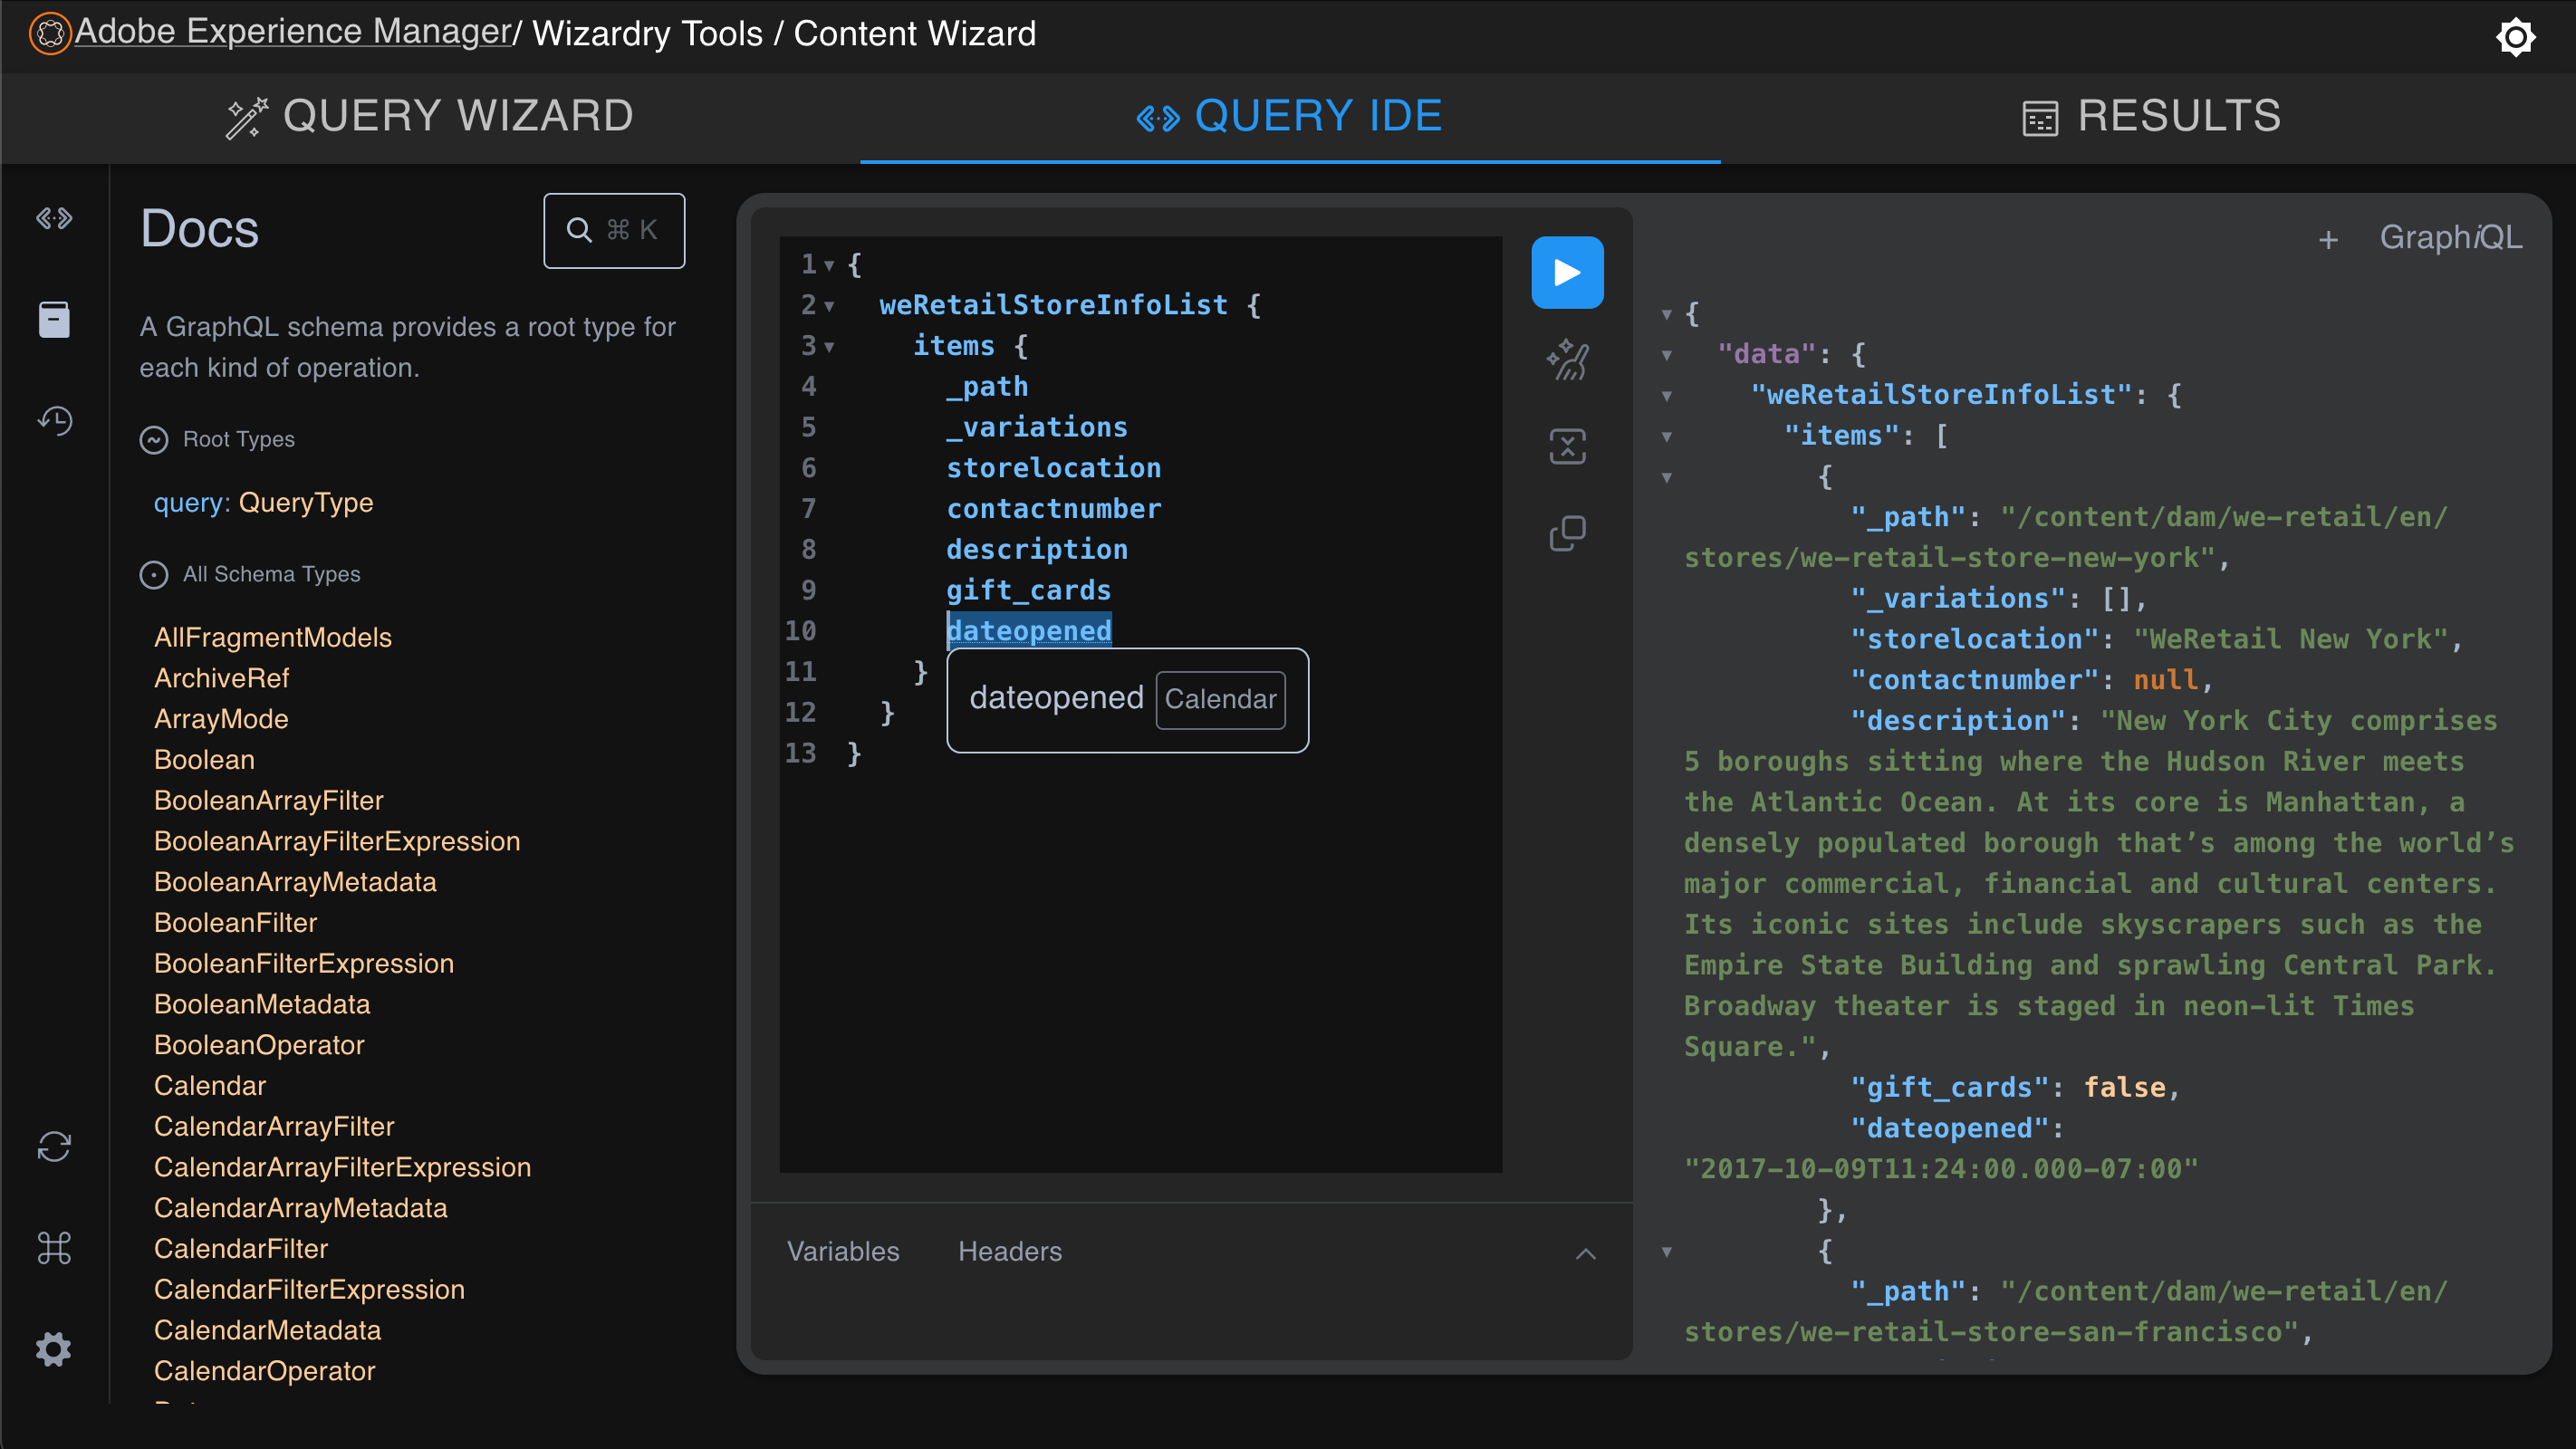 Adobe Experience Manager/ Wizardry Tools / Content Wizard
QUERY WIZARD
QUERY IDE
RESULTS
Docs
⌘ K
A GraphQL schema provides a root type for
each kind of operation.
Root Types
query: QueryType
All Schema Types
AllFragmentModels
ArchiveRef
ArrayMode
Boolean
BooleanArrayFilter
BooleanArrayFilterExpression
BooleanArrayMetadata
BooleanFilter
BooleanFilterExpression
BooleanMetadata
BooleanOperator
Calendar
CalendarArrayFilter
CalendarArrayFilterExpression
CalendarArrayMetadata
CalendarFilter
CalendarFilterExpression
CalendarMetadata
CalendarOperator
1 {
2 weRetailStoreInfoList {
3 items {
4 _path
5 _variations
6 storelocation
7 contactnumber
8 description
9 gift_cards
10 dateopened
11 }
12 }
13 }
dateopened Calendar
Variables Headers
+ GraphiQL
{
"data": {
"weRetailStoreInfoList": {
"items": [
{
"_path": "/content/dam/we-retail/en/
stores/we-retail-store-new-york",
"_variations": [],
"storelocation": "WeRetail New York",
"contactnumber": null,
"description": "New York City comprises
5 boroughs sitting where the Hudson River meets
the Atlantic Ocean. At its core is Manhattan, a
densely populated borough that’s among the world’s
major commercial, financial and cultural centers.
Its iconic sites include skyscrapers such as the
Empire State Building and sprawling Central Park.
Broadway theater is staged in neon-lit Times
Square.",
"gift_cards": false,
"dateopened":
"2017-10-09T11:24:00.000-07:00"
},
{
"_path": "/content/dam/we-retail/en/
stores/we-retail-store-san-francisco",